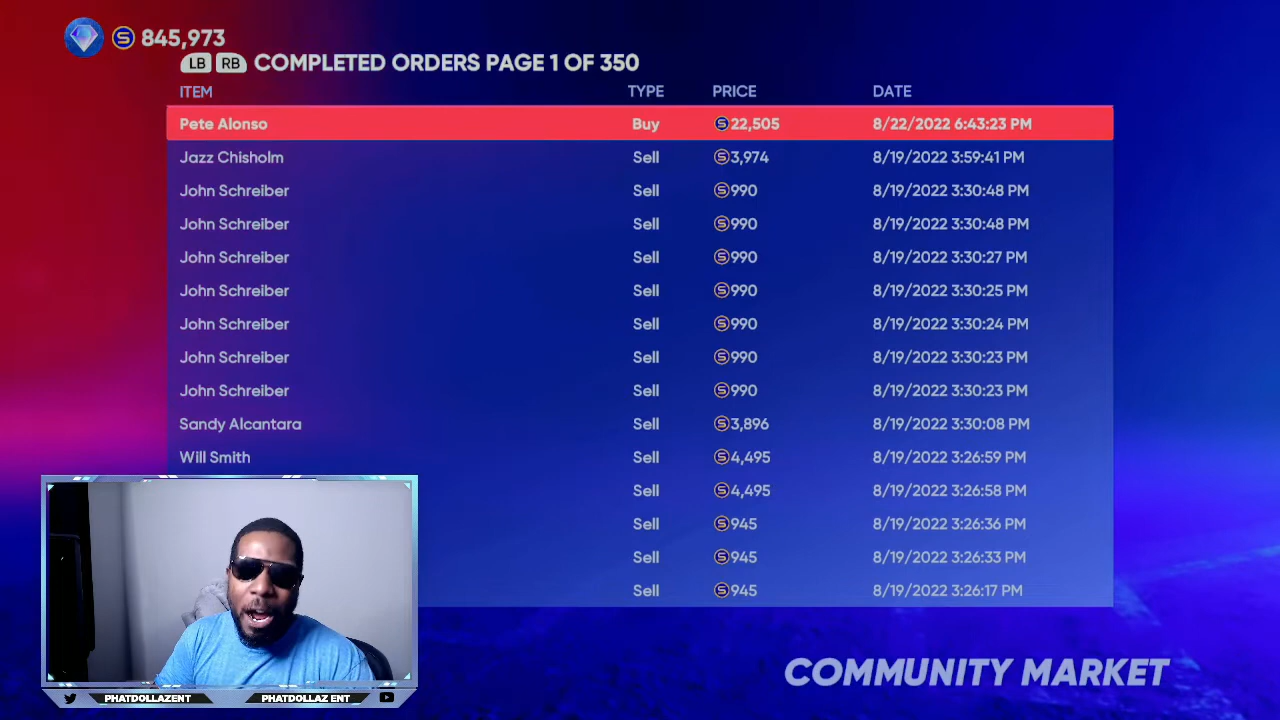 S 845,973
LB RB COMPLETED ORDERS PAGE 1 OF 350
ITEM TYPE PRICE DATE
Pete Alonso Buy S 22,505 8/22/2022 6:43:23 PM
Jazz Chisholm Sell S 3,974 8/19/2022 3:59:41 PM
John Schreiber Sell S 990 8/19/2022 3:30:48 PM
John Schreiber Sell S 990 8/19/2022 3:30:48 PM
John Schreiber Sell S 990 8/19/2022 3:30:27 PM
John Schreiber Sell S 990 8/19/2022 3:30:25 PM
John Schreiber Sell S 990 8/19/2022 3:30:24 PM
John Schreiber Sell S 990 8/19/2022 3:30:23 PM
John Schreiber Sell S 990 8/19/2022 3:30:23 PM
Sandy Alcantara Sell S 3,896 8/19/2022 3:30:08 PM
Will Smith Sell S 4,495 8/19/2022 3:26:59 PM
Sell S 4,495 8/19/2022 3:26:58 PM
Sell S 945 8/19/2022 3:26:36 PM
Sell S 945 8/19/2022 3:26:33 PM
Sell S 945 8/19/2022 3:26:17 PM
COMMUNITY MARKET
PHATDOLLAZENT PHATDOLLAZ ENT